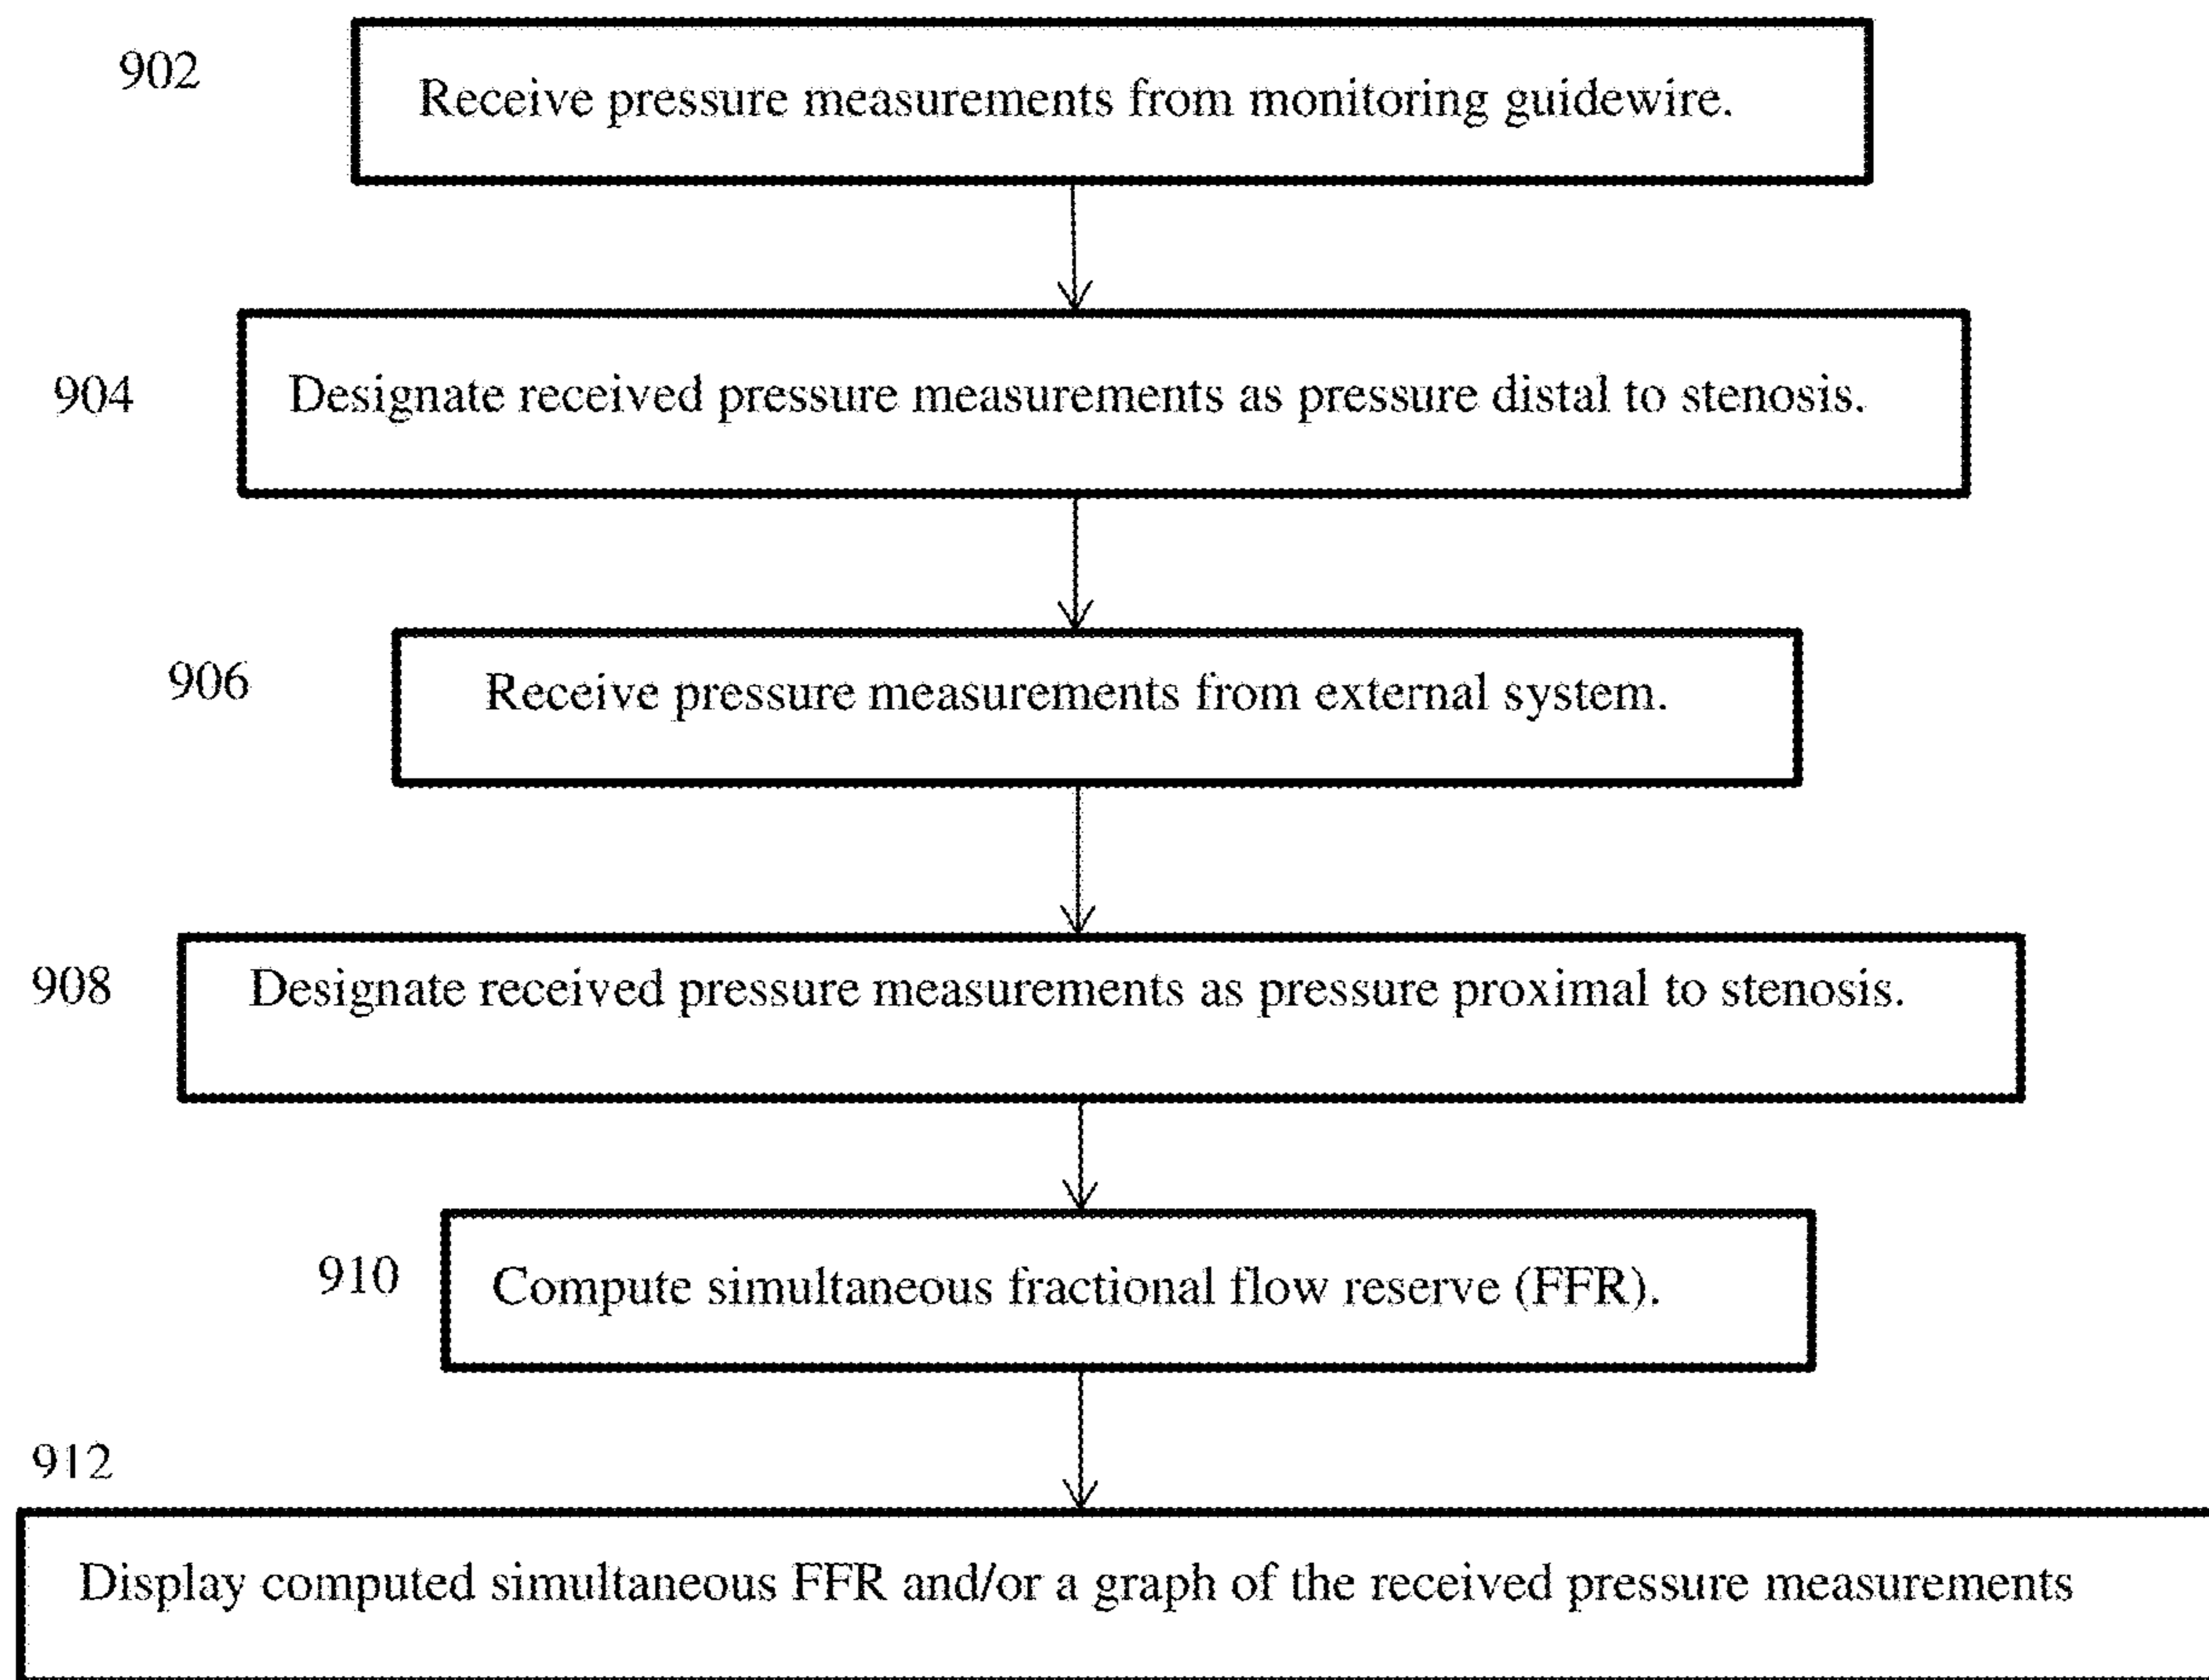 902
Receive pressure measurements from monitoring guidewire.
904
Designate received pressure measurements as pressure distal to stenosis.
906
Receive pressure measurements from external system.
908
Designate received pressure measurements as pressure proximal to stenosis.
910
Compute simultaneous fractional flow reserve (FFR).
912
Display computed simultaneous FFR and/or a graph of the received pressure measurements